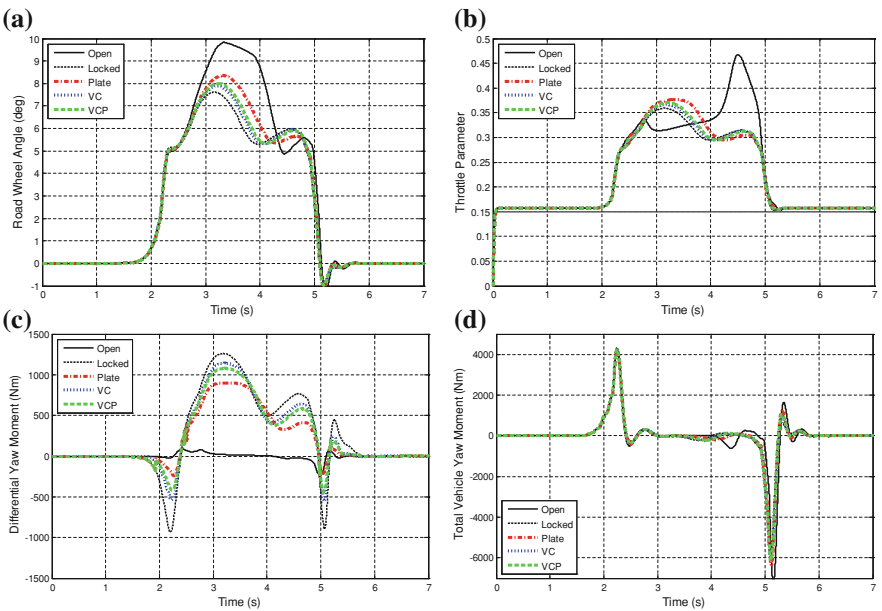 (a)
10
9
8
7
6
5
4
3
2
1
0
-1
Road Wheel Angle (deg)
Open
Locked
Plate
VC
VCP
0 1 2 3 4 5 6 7
Time (s)
(b)
0.5
0.45
0.4
0.35
0.3
0.25
0.2
0.15
0.1
0.05
0
Throttle Parameter
Open
Locked
Plate
VC
VCP
0 1 2 3 4 5 6 7
Time (s)
(c)
1500
1000
500
0
-500
-1000
-1500
Differential Yaw Moment (Nm)
Open
Locked
Plate
VC
VCP
0 1 2 3 4 5 6 7
Time (s)
(d)
4000
2000
0
-2000
-4000
-6000
Total Vehicle Yaw Moment (Nm)
Open
Locked
Plate
VC
VCP
0 1 2 3 4 5 6 7
Time (s)